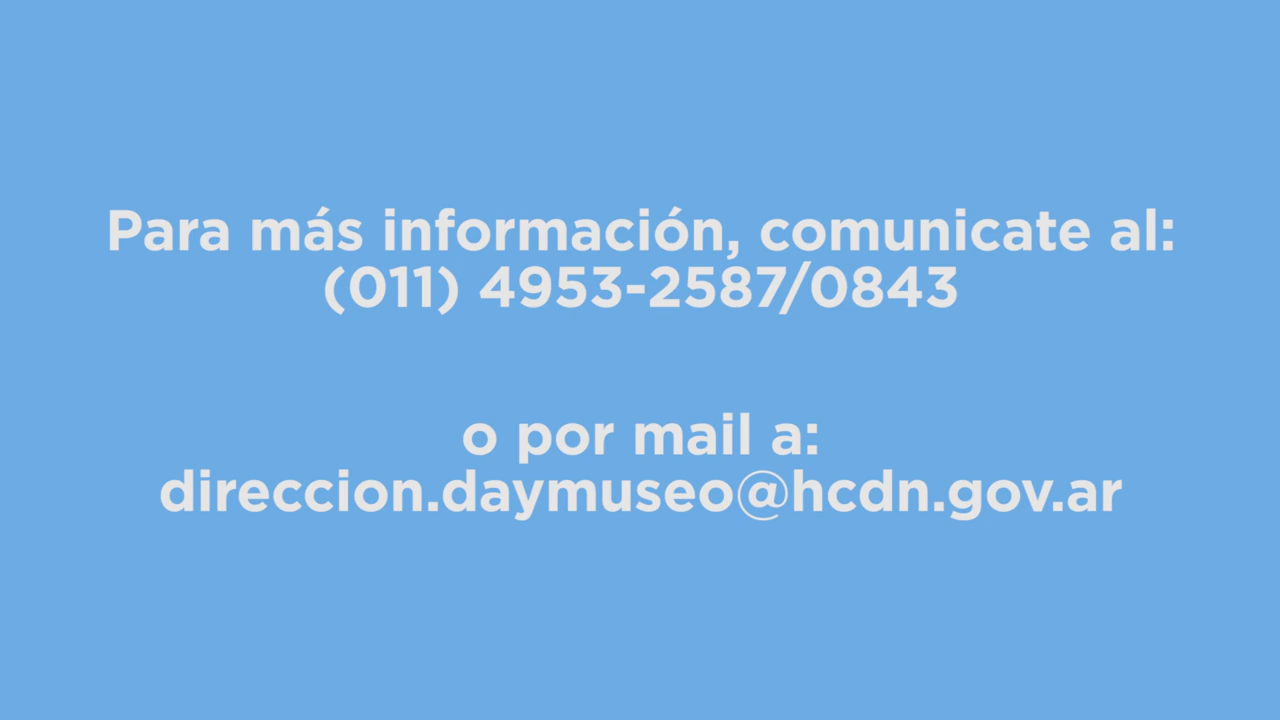 Para más información, comunicate al:
(011) 4953-2587/0843
o por mail a:
direccion.daymuseo@hcdn.gov.ar